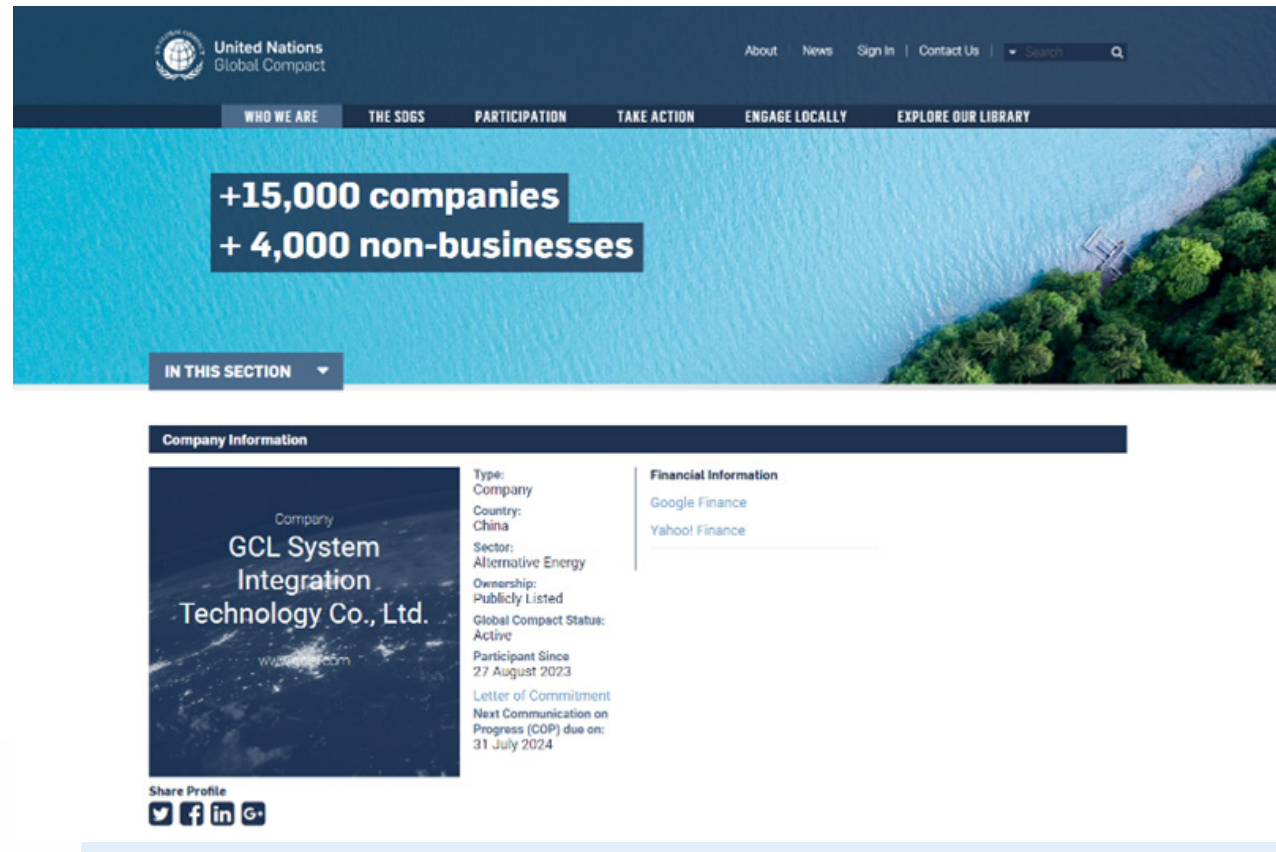 United Nations
Global Compact
About News Sign In | Contact Us | Search
WHO WE ARE THE SDGS PARTICIPATION TAKE ACTION ENGAGE LOCALLY EXPLORE OUR LIBRARY
+15,000 companies
+ 4,000 non-businesses
IN THIS SECTION
Company Information
Company
GCL System
Integration
Technology Co., Ltd.
Type:
Company
Country:
China
Sector:
Alternative Energy
Ownership:
Publicly Listed
Global Compact Status:
Active
Participant Since
27 August 2023
Letter of Commitment
Next Communication on
Progress (COP) due on:
31 July 2024
Financial Information
Google Finance
Yahoo! Finance
Share Profile